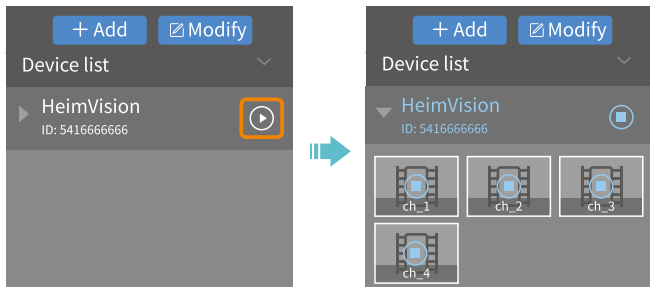 + Add Modify
Device list
HeimVision
ID: 5416666666
+ Add Modify
Device list
HeimVision
ID: 5416666666
ch_1 ch_2 ch_3
ch_4